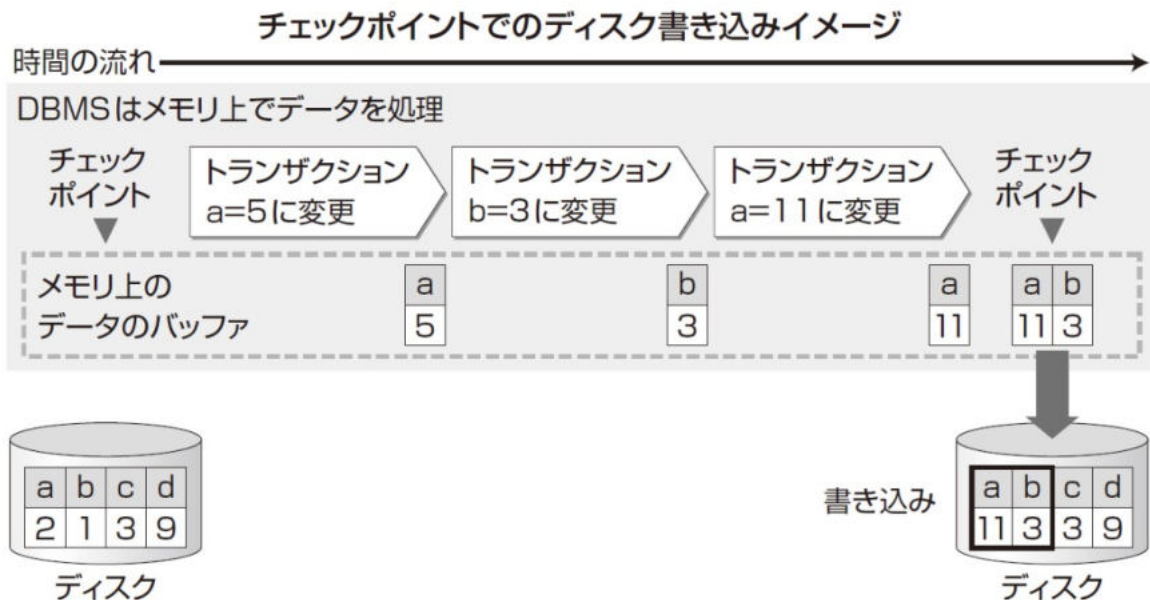 チェックポイントでのディスク書き込みイメージ
時間の流れ
DBMSはメモリ上でデータを処理
チェック
ポイント
トランザクション
a=5に変更
トランザクション
b=3に変更
トランザクション
a=11に変更
チェック
ポイント
メモリ上の
データのバッファ
a
5
b
3
a
11
a b
11 3
a b c d
2 1 3 9
ディスク
書き込み
a b c d
11 3 3 9
ディスク